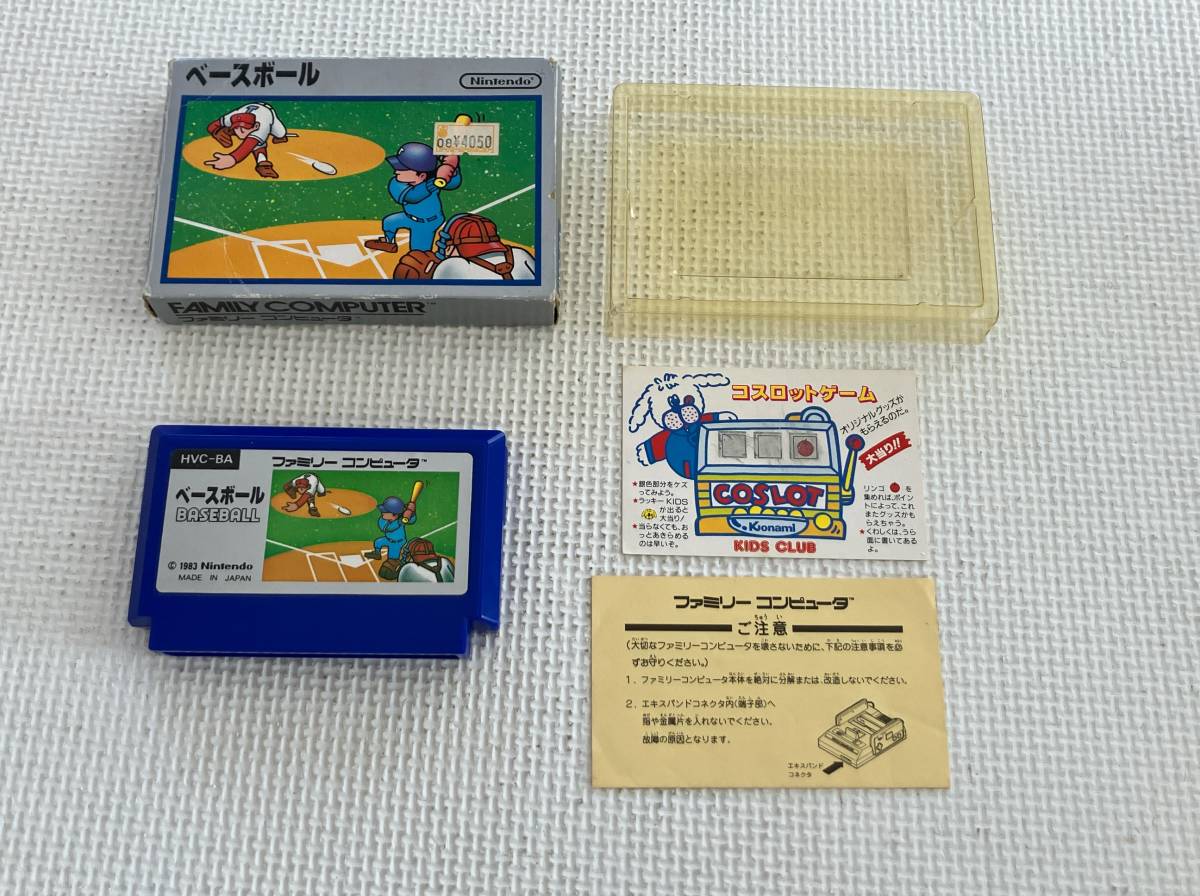 ベースボール
Nintendo
08¥4050
FAMILY COMPUTER™
ファミリー コンピュータ™
HVC-BA
ファミリー コンピュータ™
ベースボール
BASEBALL
© 1983 Nintendo
MADE IN JAPAN
コスロットゲーム
オリジナルグッズが
もらえるのだ。
大当り!!
COSLOT
Konami
KIDS CLUB
★銀色部分をケズ
ってみよう。
★ラッキーKIDS
が出ると
大当り!
★当らなくても、お
っとあきらめる
のは早いぞ。
リンゴ を
集めれば、ポイン
トによって、これ
またグッズがも
らえちゃう。
★くわしくは、うら
面に書いてある
よ。
ファミリー コンピュータ™
ご注意
(大切なファミリーコンピュータを壊さないために、下記の注意事項を必
ずお守りください。)
1. ファミリーコンピュータ本体を絶対に分解または、改造しないでください。
2. エキスパンドコネクタ内(端子部)へ
指や金属片を入れないでください。
故障の原因となります。
エキスパンド
コネクタ